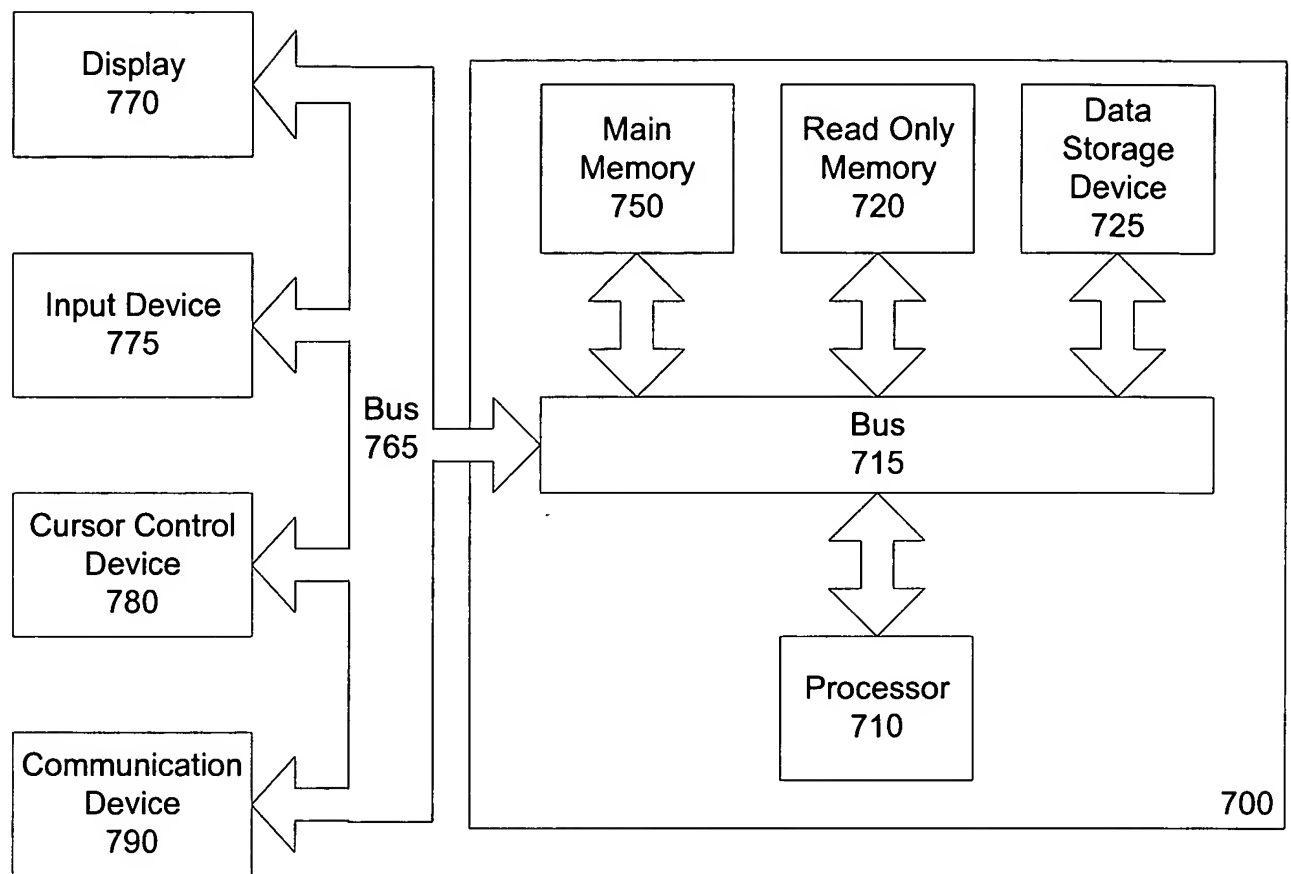 Display
770
Input Device
775
Cursor Control
Device
780
Communication
Device
790
Bus
765
Main
Memory
750
Read Only
Memory
720
Data
Storage
Device
725
Bus
715
Processor
710
700